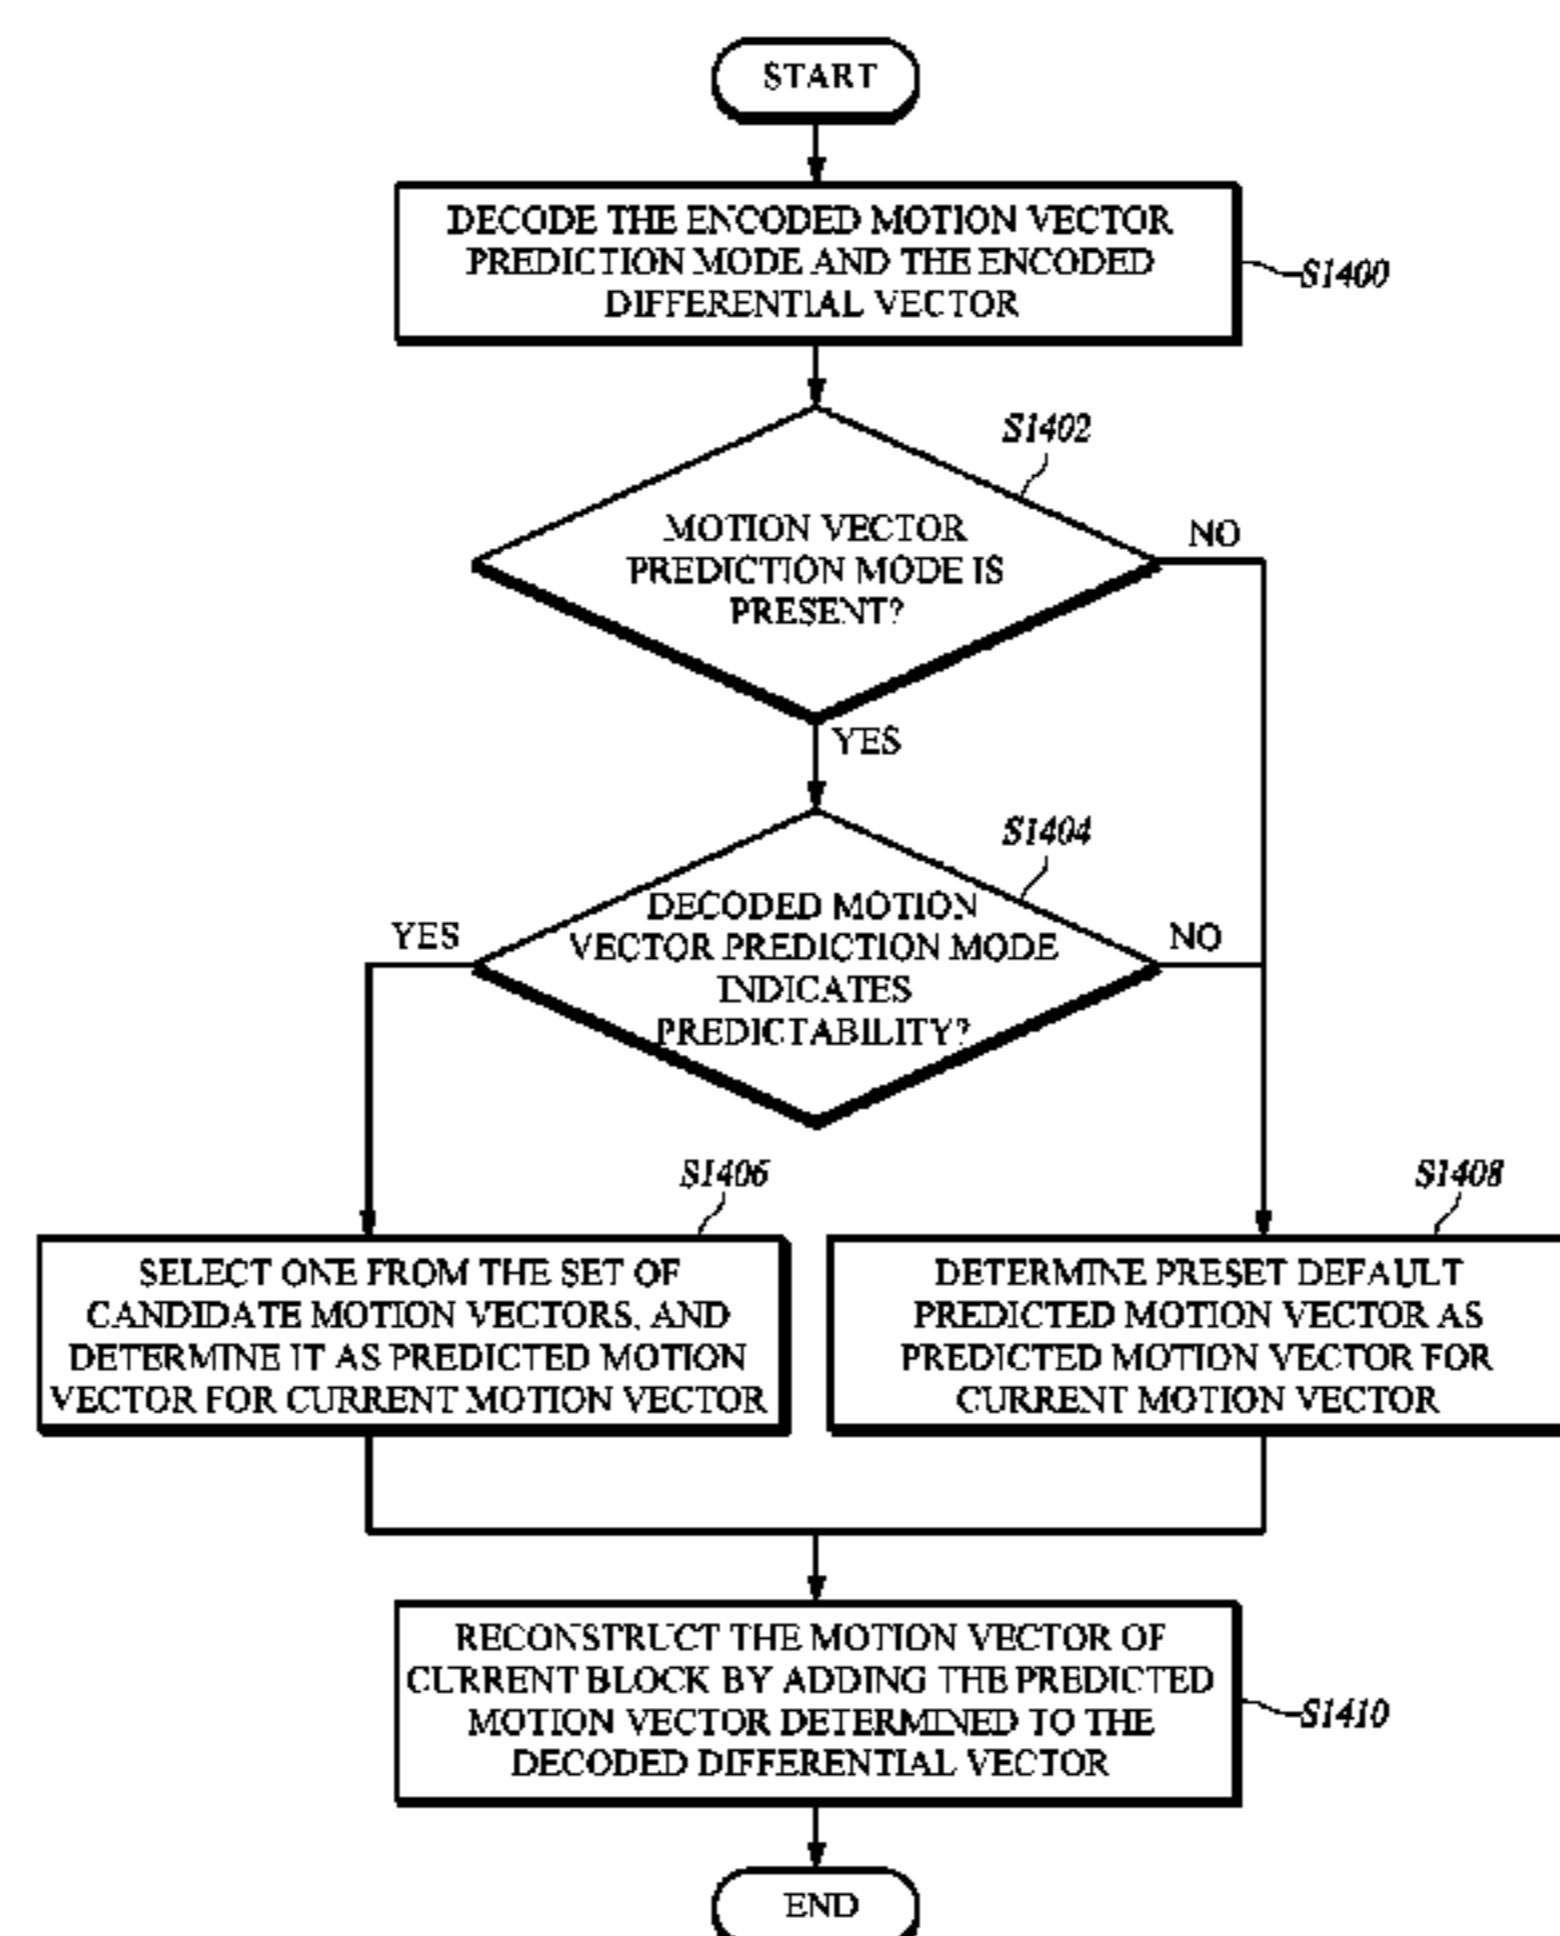 START
DECODE THE ENCODED MOTION VECTOR
PREDICTION MODE AND THE ENCODED
DIFFERENTIAL VECTOR
S1400
S1402
MOTION VECTOR
PREDICTION MODE IS
PRESENT?
NO
YES
S1404
DECODED MOTION
VECTOR PREDICTION MODE
INDICATES
PREDICTABILITY?
YES
NO
S1406
SELECT ONE FROM THE SET OF
CANDIDATE MOTION VECTORS, AND
DETERMINE IT AS PREDICTED MOTION
VECTOR FOR CURRENT MOTION VECTOR
S1408
DETERMINE PRESET DEFAULT
PREDICTED MOTION VECTOR AS
PREDICTED MOTION VECTOR FOR
CURRENT MOTION VECTOR
RECONSTRUCT THE MOTION VECTOR OF
CURRENT BLOCK BY ADDING THE PREDICTED
MOTION VECTOR DETERMINED TO THE
DECODED DIFFERENTIAL VECTOR
S1410
END